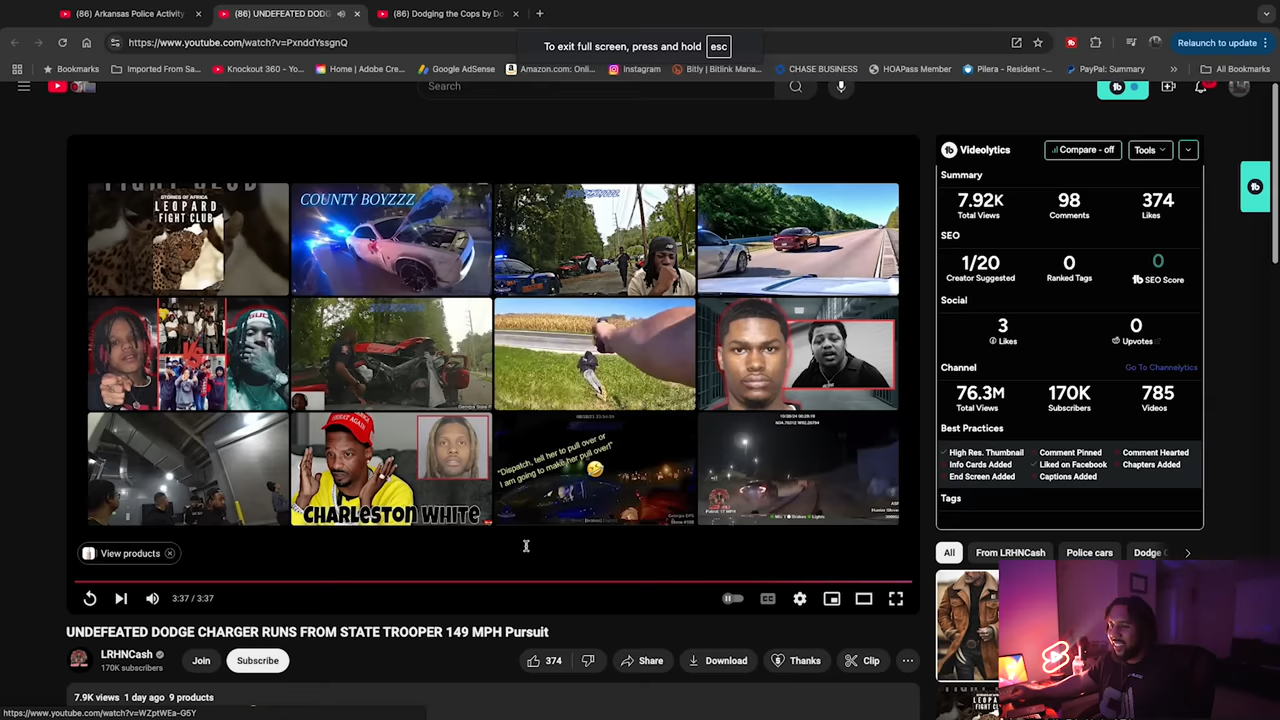 (86) Arkansas Police Activity
(86) UNDEFEATED DODG
(86) Dodging the Cops by Do
https://www.youtube.com/watch?v=PxnddYssgnQ
To exit full screen, press and hold esc
Relaunch to update
Bookmarks
Imported From Sa...
Knockout 360 - Yo...
Home | Adobe Cre...
Google AdSense
Amazon.com: Onli...
Instagram
Bitly | Bitlink Mana...
CHASE BUSINESS
HOAPass Member
Pilera - Resident -...
PayPal: Summary
All Bookmarks
Search
STORIES OF AFRICA
LEOPARD
FIGHT CLUB
COUNTY BOYZZZ
CHARLESTON WHITE
"Dispatch, tell her to pull over or
I am going to make her pull over!"
View products
3:37 / 3:37
UNDEFEATED DODGE CHARGER RUNS FROM STATE TROOPER 149 MPH Pursuit
LRHNCash
170K subscribers
Join
Subscribe
374
Share
Download
Thanks
Clip
7.9K views 1 day ago 9 products
https://www.youtube.com/watch?v=WZptWEa-G5Y
Videolytics
Compare - off
Tools
Summary
7.92K 98 374
Total Views Comments Likes
SEO
1/20 0 0
Creator Suggested Ranked Tags SEO Score
Social
3 0
Likes Upvotes
Channel
Go To Channelytics
76.3M 170K 785
Total Views Subscribers Videos
Best Practices
High Res. Thumbnail Comment Pinned Comment Hearted
Info Cards Added Liked on Facebook Chapters Added
End Screen Added Captions Added
Tags
All
From LRHNCash
Police cars
Dodge C